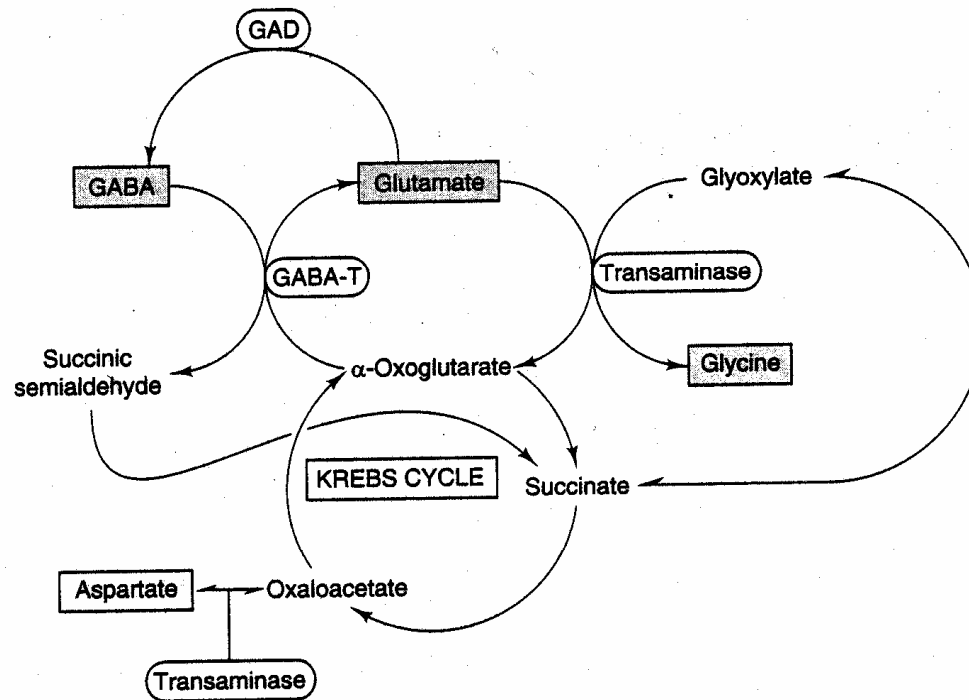 GAD
GABA
Glutamate
Glyoxylate
GABA-T
Transaminase
Succinic
semialdehyde
α-Oxoglutarate
Glycine
KREBS CYCLE
Succinate
Aspartate
Oxaloacetate
Transaminase